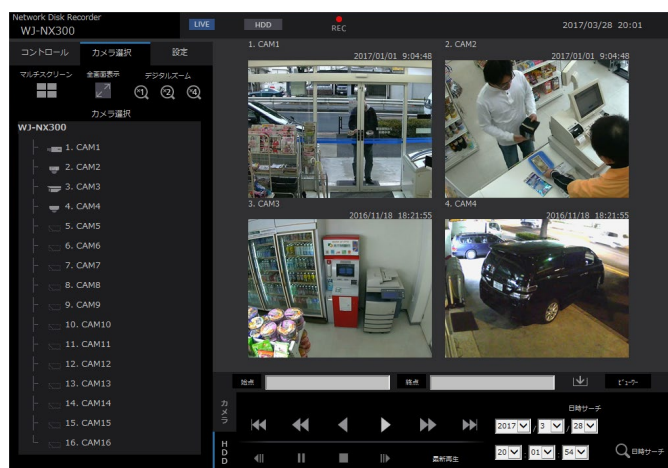 Network Disk Recorder
WJ-NX300
LIVE
HDD
REC
2017/03/28 20:01
コントロール
カメラ選択
設定
マルチスクリーン
全画面表示
デジタルズーム
*1
*2
*4
カメラ選択
WJ-NX300
1. CAM1
2. CAM2
3. CAM3
4. CAM4
5. CAM5
6. CAM6
7. CAM7
8. CAM8
9. CAM9
10. CAM10
11. CAM11
12. CAM12
13. CAM13
14. CAM14
15. CAM15
16. CAM16
1. CAM1
2017/01/01 9:04:48
2. CAM2
2017/01/01 9:04:48
3. CAM3
2016/11/18 18:21:55
4. CAM4
2016/11/18 18:21:55
始点
終点
ビューワー
カメラ
HDD
最新再生
日時サーチ
2017 / 3 / 28
20 : 01 : 54
日時サーチ